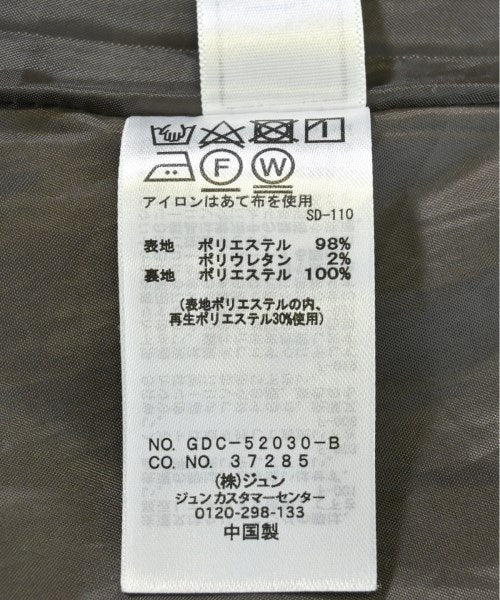 F W
アイロンはあて布を使用
SD-110
表地 ポリエステル 98%
ポリウレタン 2%
裏地 ポリエステル 100%
(表地ポリエステルの内、
再生ポリエステル30%使用)
NO. GDC-52030-B
CO. NO. 37285
(株)ジュン
ジュン カスタマーセンター
0120-298-133
中国製